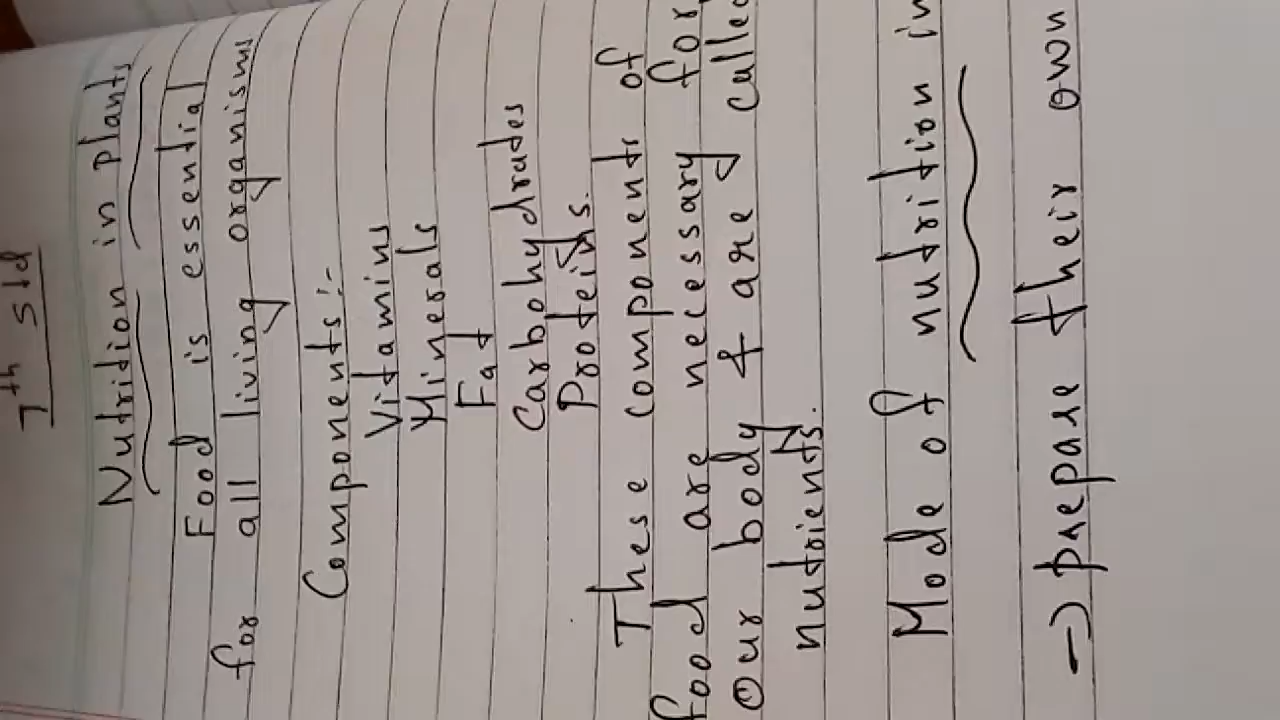 7th std
Nutrition in plants
Food is essential
for all living organisms
Components:-
Vitamins
Minerals
Fat
Carbohydrates
Proteins.
These components of
food are necessary for
our body & are called
nutrients.
Mode of nutrition in
→ prepare their own